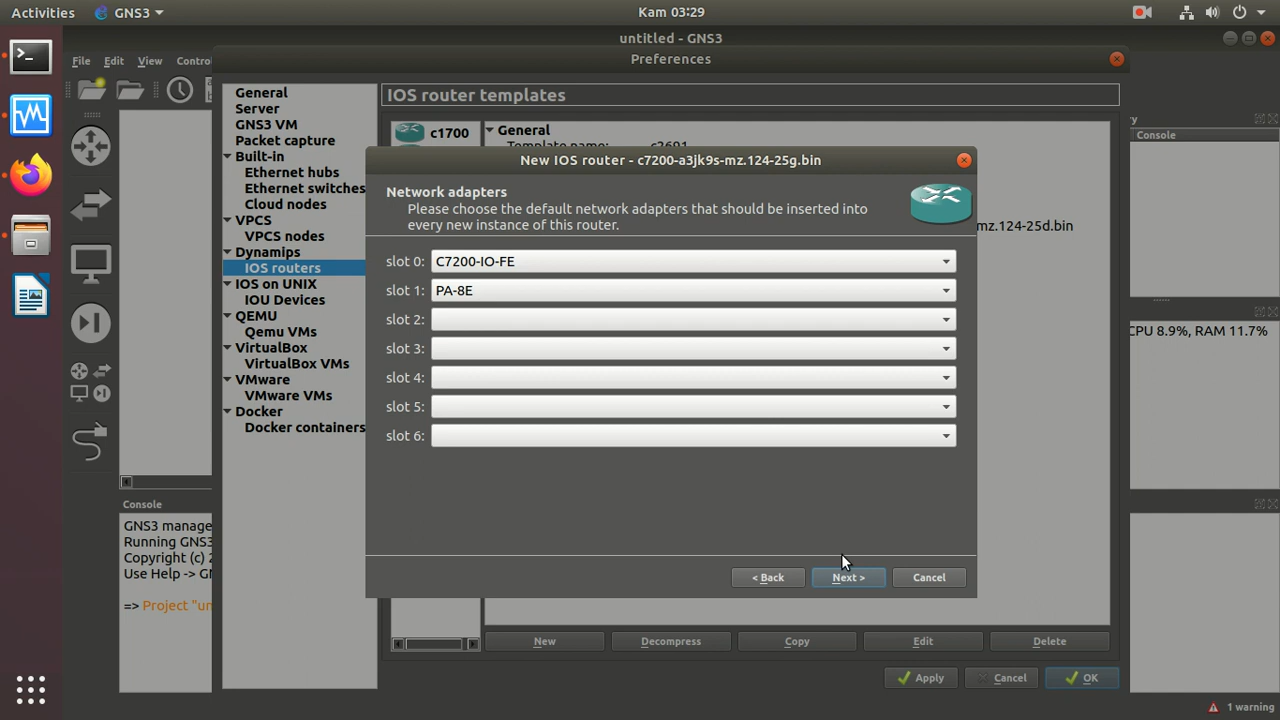 Activities
GNS3
Kam 03:29
untitled - GNS3
File Edit View
Preferences
General
Server
GNS3 VM
Packet capture
Built-in
Ethernet hubs
Ethernet switches
Cloud nodes
VPCS
VPCS nodes
Dynamips
IOS routers
IOS on UNIX
IOU Devices
QEMU
Qemu VMs
VirtualBox
VirtualBox VMs
VMware
VMware VMs
Docker
Docker containers
IOS router templates
c1700
General
mz.124-25d.bin
New IOS router - c7200-a3jk9s-mz.124-25g.bin
Network adapters
Please choose the default network adapters that should be inserted into
every new instance of this router.
slot 0: C7200-IO-FE
slot 1: PA-8E
slot 2:
slot 3:
slot 4:
slot 5:
slot 6:
< Back Next > Cancel
New Decompress Copy Edit Delete
Apply Cancel OK
Console
CPU 8.9%, RAM 11.7%
Console
GNS3 manage
Running GNS3
Copyright (c) 2
Use Help -> GN
=> Project "un
1 warning